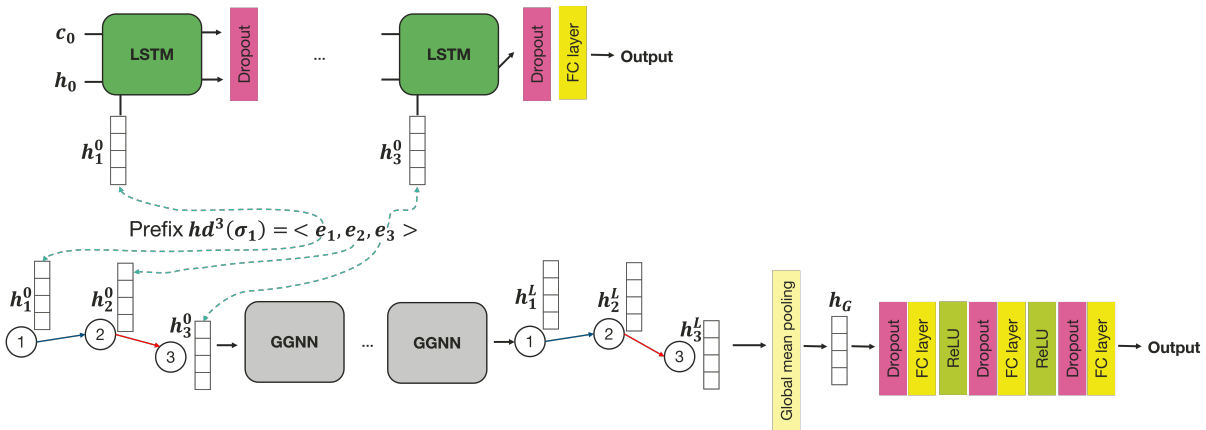 c₀
h₀
LSTM
Dropout
...
LSTM
Dropout
FC layer
Output
h₁⁰
h₃⁰
Prefix hd³(σ₁) = < e₁, e₂, e₃ >
h₁⁰
h₂⁰
h₃⁰
1
2
3
GGNN
...
GGNN
h₁ᴸ
h₂ᴸ
h₃ᴸ
1
2
3
Global mean pooling
h_G
Dropout
FC layer
ReLU
Dropout
FC layer
ReLU
Dropout
FC layer
Output